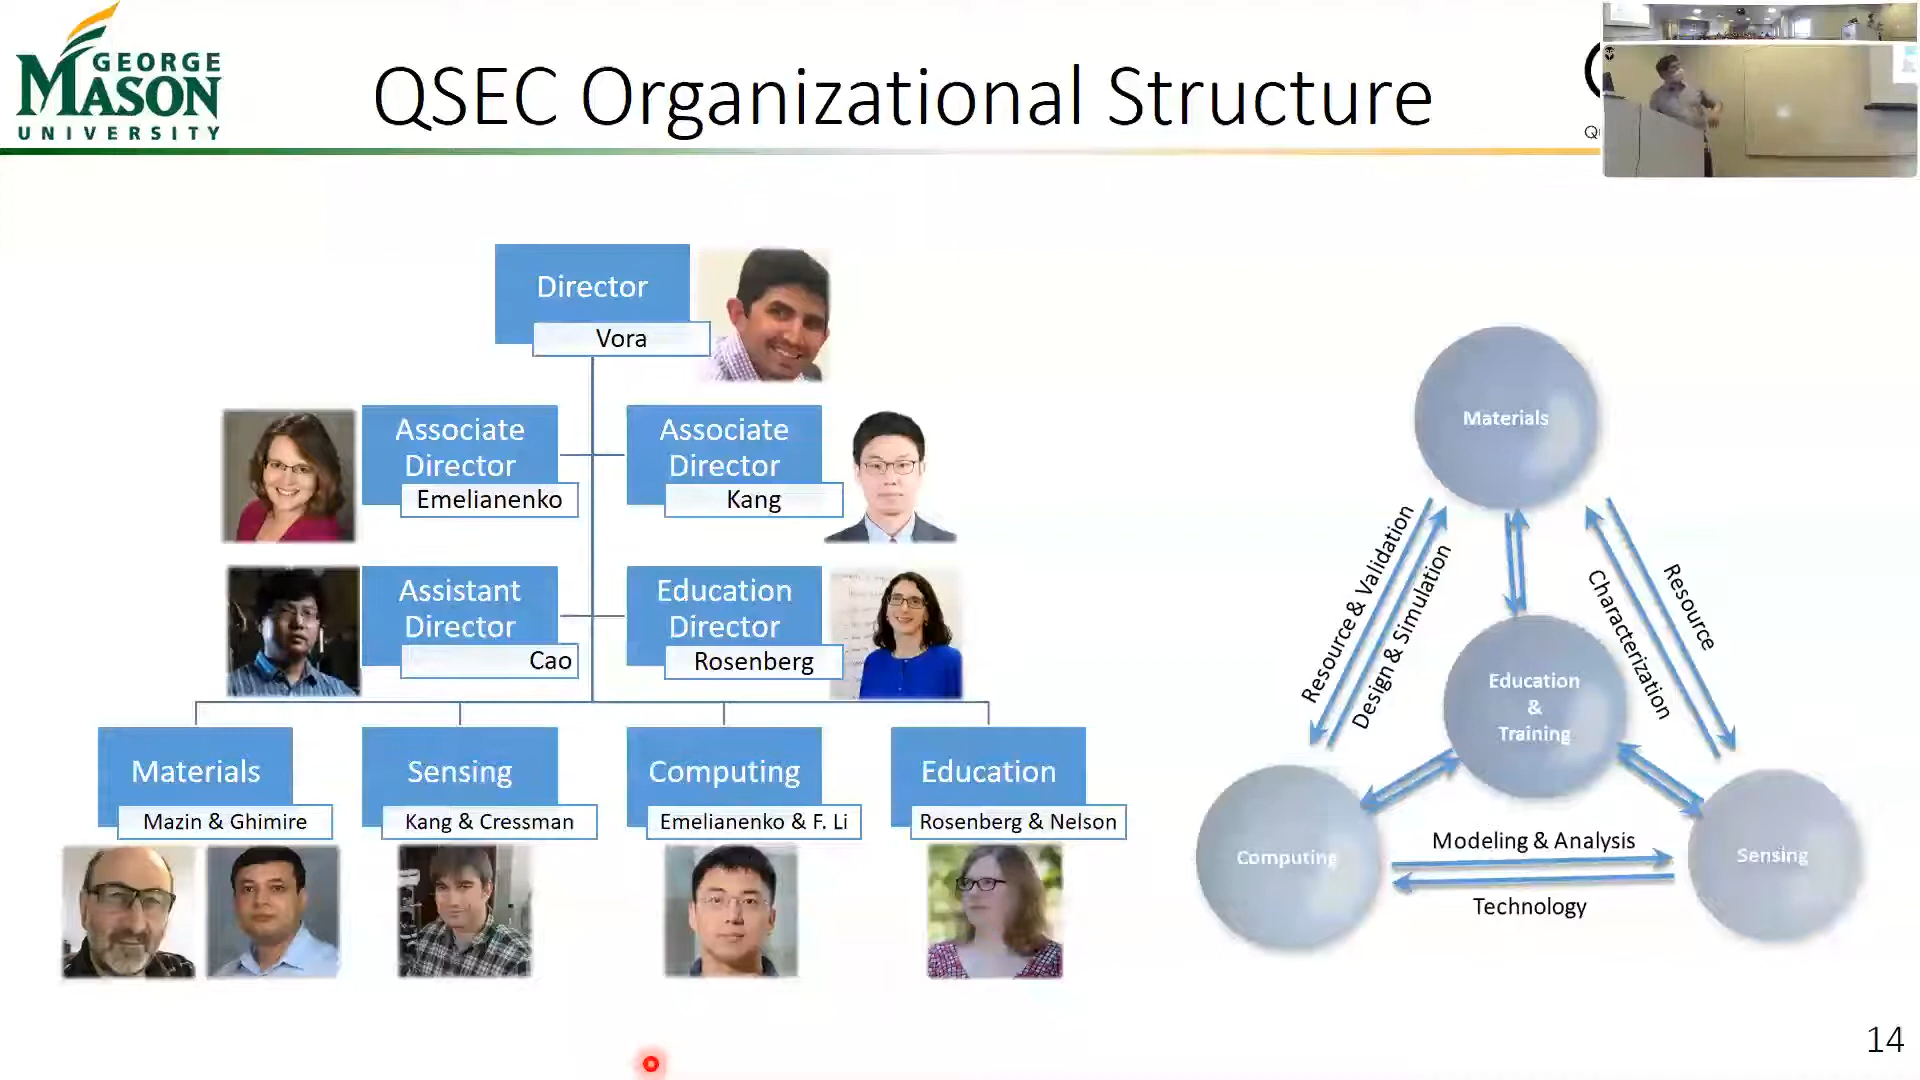 GEORGE
MASON
UNIVERSITY
QSEC Organizational Structure
Director
Vora
Associate
Director
Emelianenko
Associate
Director
Kang
Assistant
Director
Cao
Education
Director
Rosenberg
Materials
Mazin & Ghimire
Sensing
Kang & Cressman
Computing
Emelianenko & F. Li
Education
Rosenberg & Nelson
Materials
Resource & Validation
Design & Simulation
Characterization
Resource
Education
&
Training
Computing
Modeling & Analysis
Technology
Sensing
14